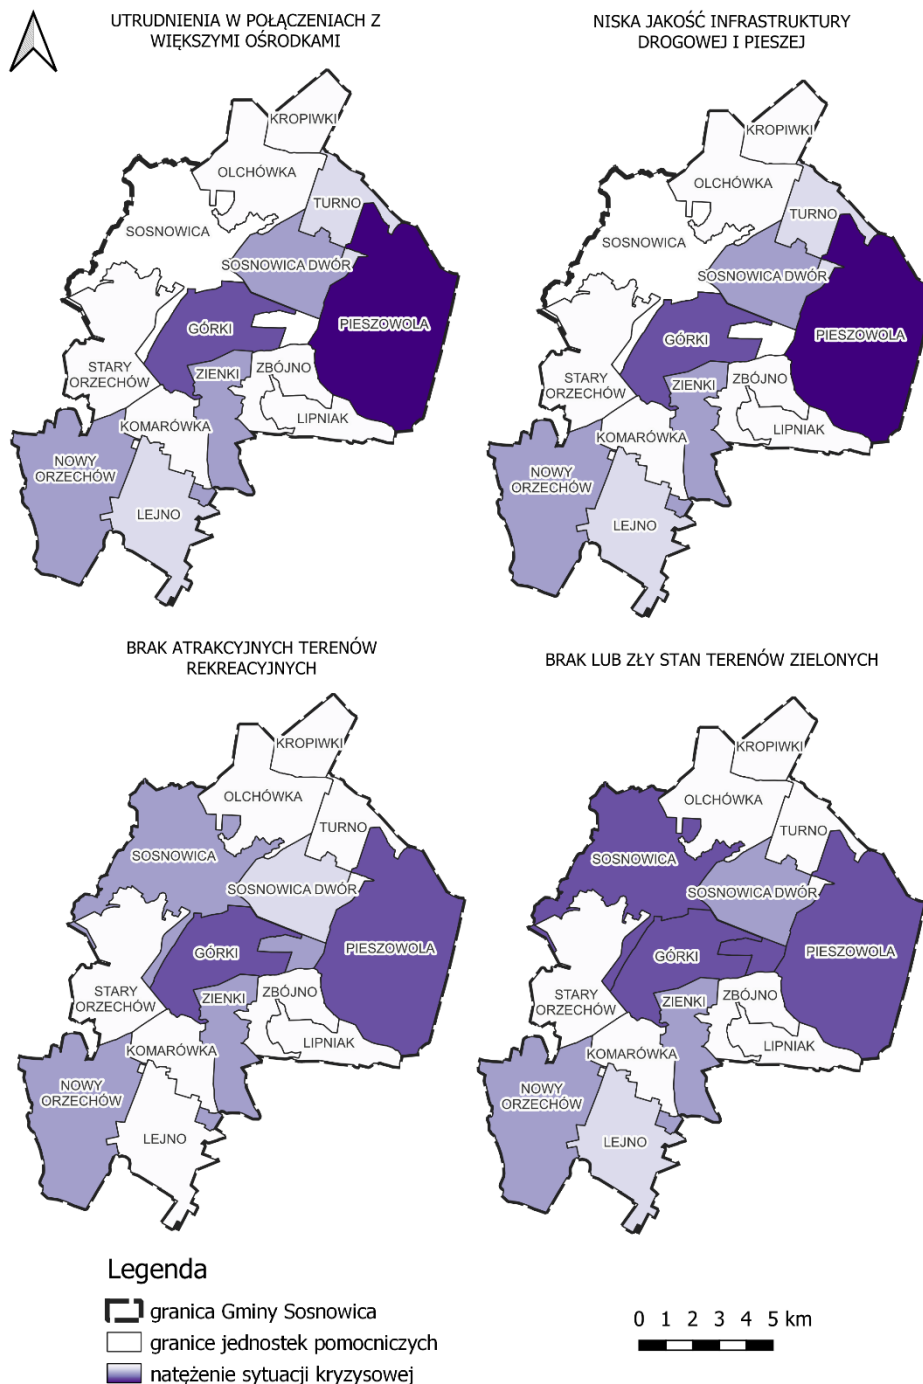 UTRUDNIENIA W POŁĄCZENIACH Z
WIĘKSZYMI OŚRODKAMI
KROPIWKI
OLCHÓWKA
TURNO
SOSNOWICA
SOSNOWICA DWÓR
PIESZOWOLA
GÓRKI
STARY
ORZECHÓW
ZIENKI
ZBÓJNO
KOMARÓWKA
LIPNIAK
NOWY
ORZECHÓW
LEJNO
NISKA JAKOŚĆ INFRASTRUKTURY
DROGOWEJ I PIESZEJ
KROPIWKI
OLCHÓWKA
TURNO
SOSNOWICA
SOSNOWICA DWÓR
PIESZOWOLA
GÓRKI
STARY
ORZECHÓW
ZIENKI
ZBÓJNO
KOMARÓWKA
LIPNIAK
NOWY
ORZECHÓW
LEJNO
BRAK ATRAKCYJNYCH TERENÓW
REKREACYJNYCH
KROPIWKI
OLCHÓWKA
TURNO
SOSNOWICA
SOSNOWICA DWÓR
PIESZOWOLA
GÓRKI
STARY
ORZECHÓW
ZIENKI
ZBÓJNO
KOMARÓWKA
LIPNIAK
NOWY
ORZECHÓW
LEJNO
BRAK LUB ZŁY STAN TERENÓW ZIELONYCH
KROPIWKI
OLCHÓWKA
TURNO
SOSNOWICA
SOSNOWICA DWÓR
PIESZOWOLA
GÓRKI
STARY
ORZECHÓW
ZIENKI
ZBÓJNO
KOMARÓWKA
LIPNIAK
NOWY
ORZECHÓW
LEJNO
Legenda
granica Gminy Sosnowica
granice jednostek pomocniczych
natężenie sytuacji kryzysowej
0 1 2 3 4 5 km